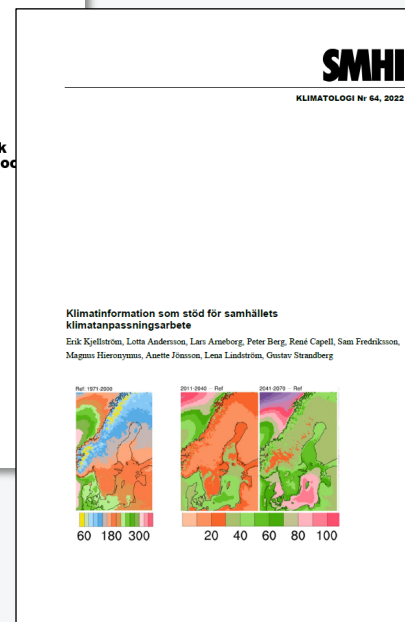 SMHI
KLIMATOLOGI Nr 64, 2022
k
oc
Klimatinformation som stöd för samhällets
klimatanpassningsarbete
Erik Kjellström, Lotta Andersson, Lars Arneborg, Peter Berg, René Capell, Sam Fredriksson,
Magnus Hieronymus, Anette Jönsson, Lena Lindström, Gustav Strandberg
Ref: 1971-2000
2011-2040 - Ref
2041-2070 - Ref
60 180 300
20 40 60 80 100